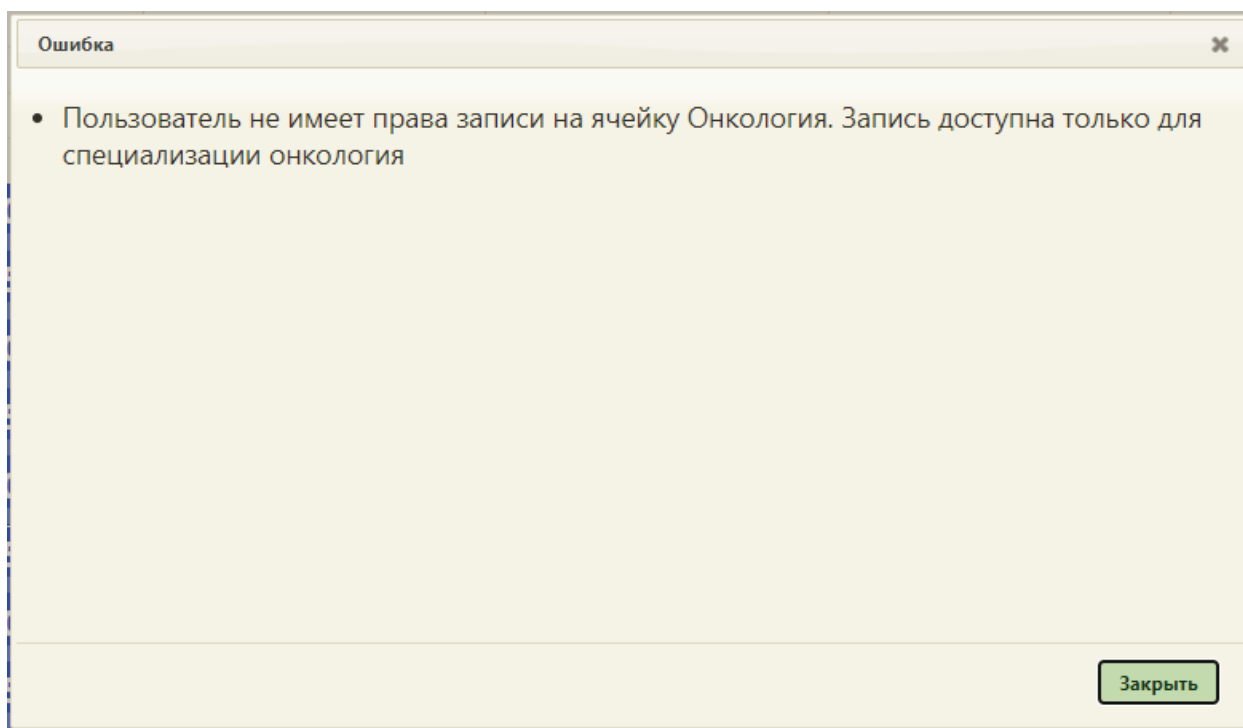 Ошибка
Пользователь не имеет права записи на ячейку Онкология. Запись доступна только для
специализации онкология
Закрыть